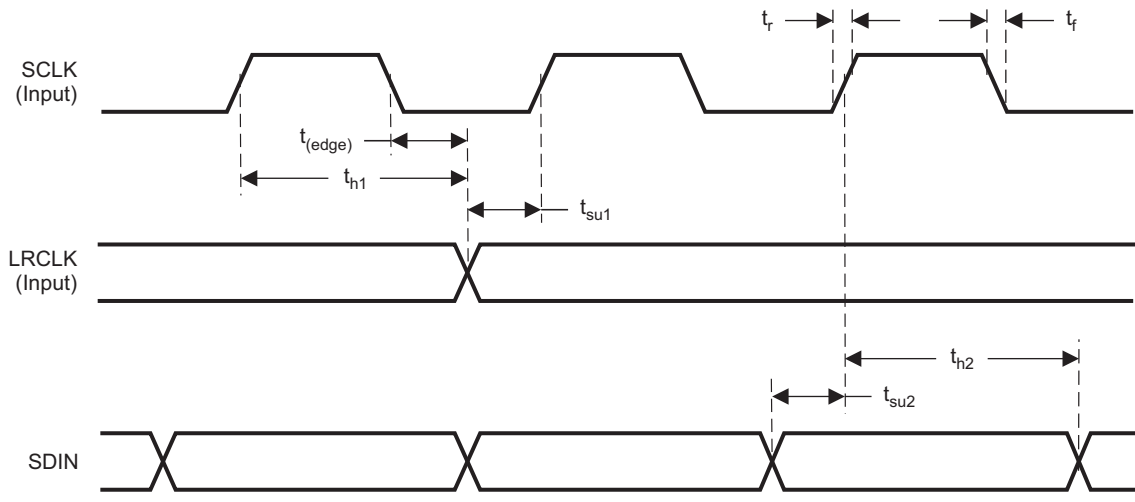 t_r
t_f
SCLK
(Input)
t_(edge)
t_h1
t_su1
LRCLK
(Input)
t_h2
t_su2
SDIN